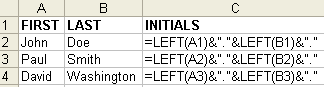 A B C
1 FIRST LAST INITIALS
2 John Doe =LEFT(A1)&"."&LEFT(B1)&"."
3 Paul Smith =LEFT(A2)&"."&LEFT(B2)&"."
4 David Washington =LEFT(A3)&"."&LEFT(B3)&"."